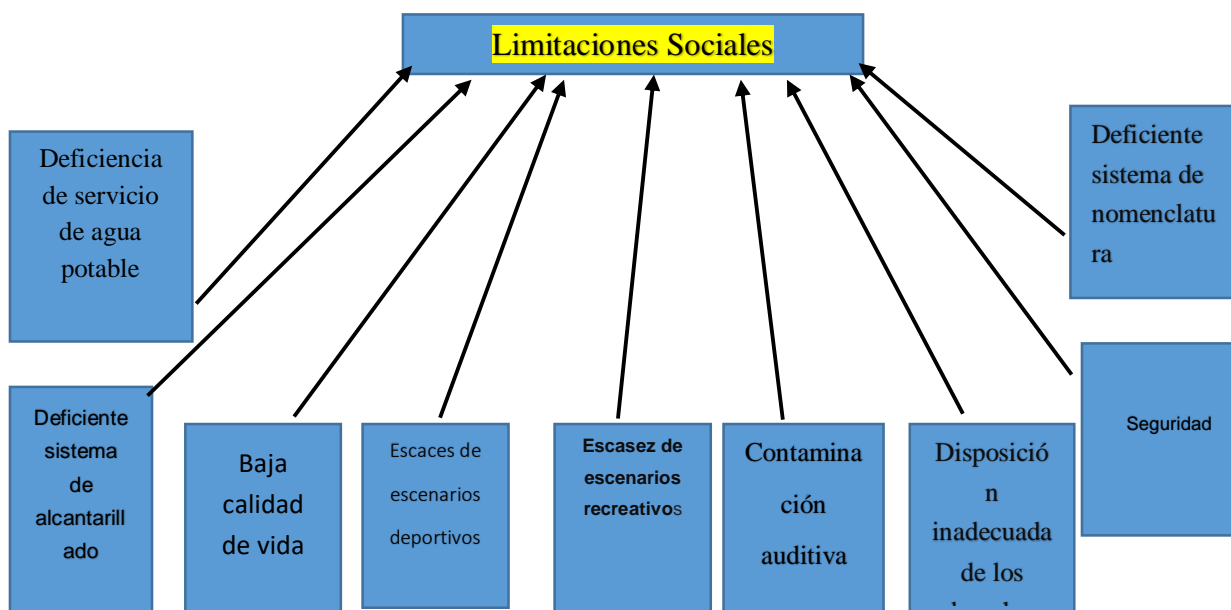 Limitaciones Sociales
Deficiencia
de servicio
de agua
potable
Deficiente
sistema de
nomenclatu
ra
Deficiente
sistema
de
alcantarill
ado
Baja
calidad
de vida
Escaces de
escenarios
deportivos
Escasez de
escenarios
recreativos
Contamina
ción
auditiva
Disposició
n
inadecuada
de los
Seguridad